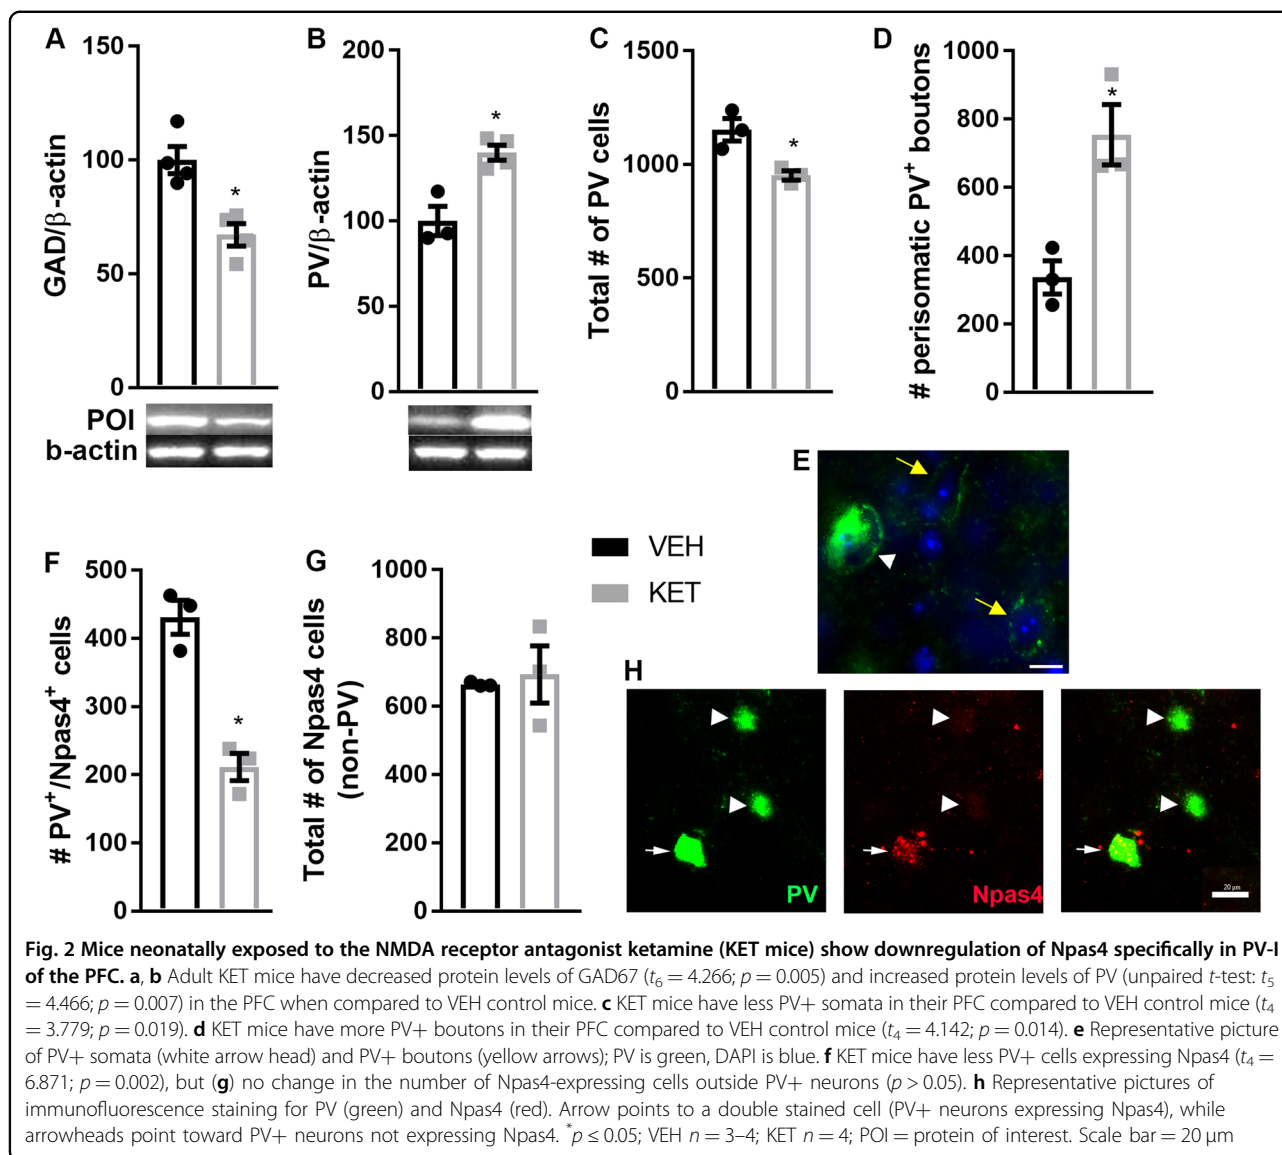 A
B
C
D
150
100
50
0
GAD/β-actin
*
200
150
100
50
0
PV/β-actin
*
1500
1000
500
0
Total # of PV cells
*
1000
800
600
400
200
0
# perisomatic PV⁺ boutons
*
POI
b-actin
E
F
500
400
300
200
100
0
# PV⁺/Npas4⁺ cells
*
G
1000
800
600
400
200
0
Total # of Npas4 cells
(non-PV)
VEH
KET
H
PV
Npas4
20 µm
Fig. 2 Mice neonatally exposed to the NMDA receptor antagonist ketamine (KET mice) show downregulation of Npas4 specifically in PV-I
of the PFC. a, b Adult KET mice have decreased protein levels of GAD67 (t₆ = 4.266; p = 0.005) and increased protein levels of PV (unpaired t-test: t₅
= 4.466; p = 0.007) in the PFC when compared to VEH control mice. c KET mice have less PV+ somata in their PFC compared to VEH control mice (t₄
= 3.779; p = 0.019). d KET mice have more PV+ boutons in their PFC compared to VEH control mice (t₄ = 4.142; p = 0.014). e Representative picture
of PV+ somata (white arrow head) and PV+ boutons (yellow arrows); PV is green, DAPI is blue. f KET mice have less PV+ cells expressing Npas4 (t₄ =
6.871; p = 0.002), but (g) no change in the number of Npas4-expressing cells outside PV+ neurons (p > 0.05). h Representative pictures of
immunofluorescence staining for PV (green) and Npas4 (red). Arrow points to a double stained cell (PV+ neurons expressing Npas4), while
arrowheads point toward PV+ neurons not expressing Npas4. *p ≤ 0.05; VEH n = 3–4; KET n = 4; POI = protein of interest. Scale bar = 20 µm